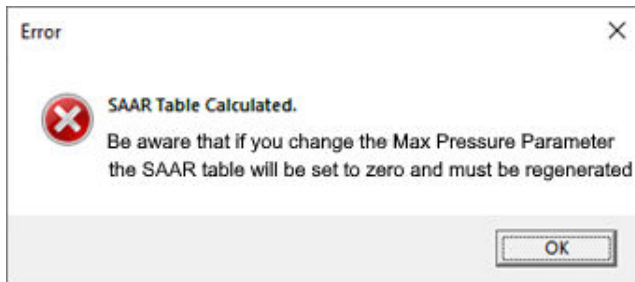 Error
SAAR Table Calculated.
Be aware that if you change the Max Pressure Parameter
the SAAR table will be set to zero and must be regenerated
OK